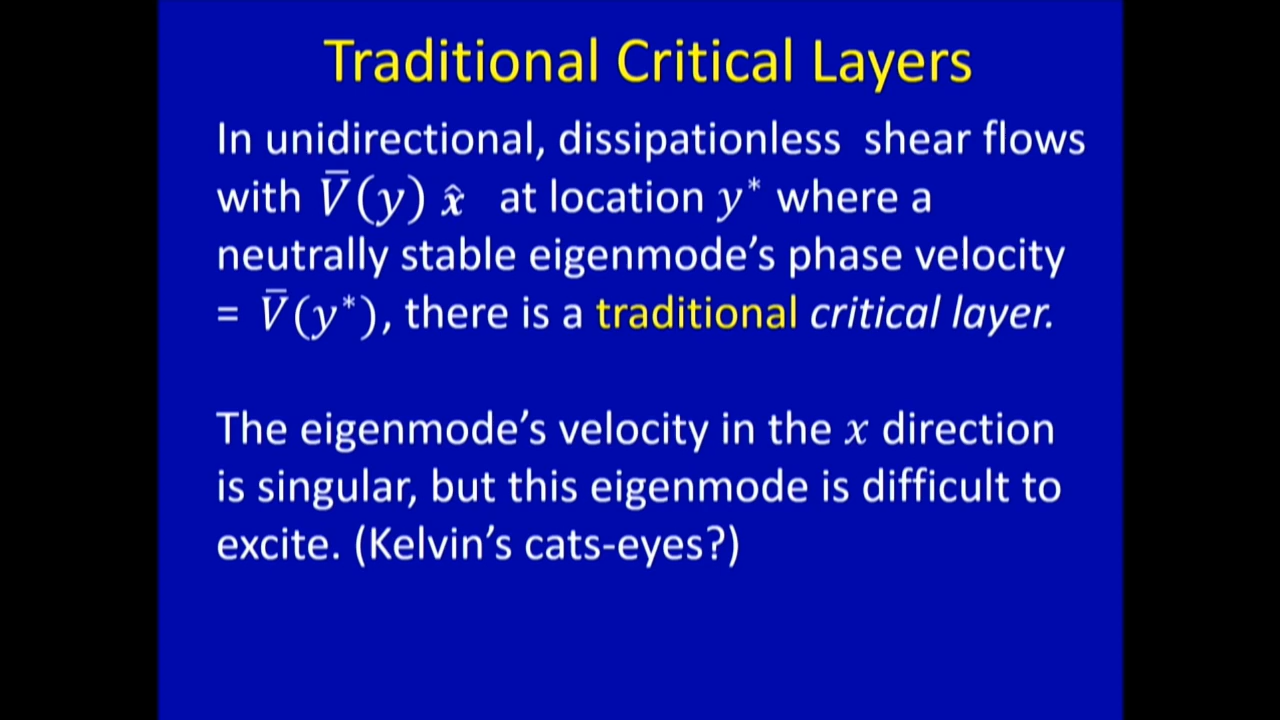 Traditional Critical Layers
In unidirectional, dissipationless shear flows
with V̄(y) x̂ at location y* where a
neutrally stable eigenmode’s phase velocity
= V̄(y*), there is a traditional critical layer.
The eigenmode’s velocity in the x direction
is singular, but this eigenmode is difficult to
excite. (Kelvin’s cats-eyes?)